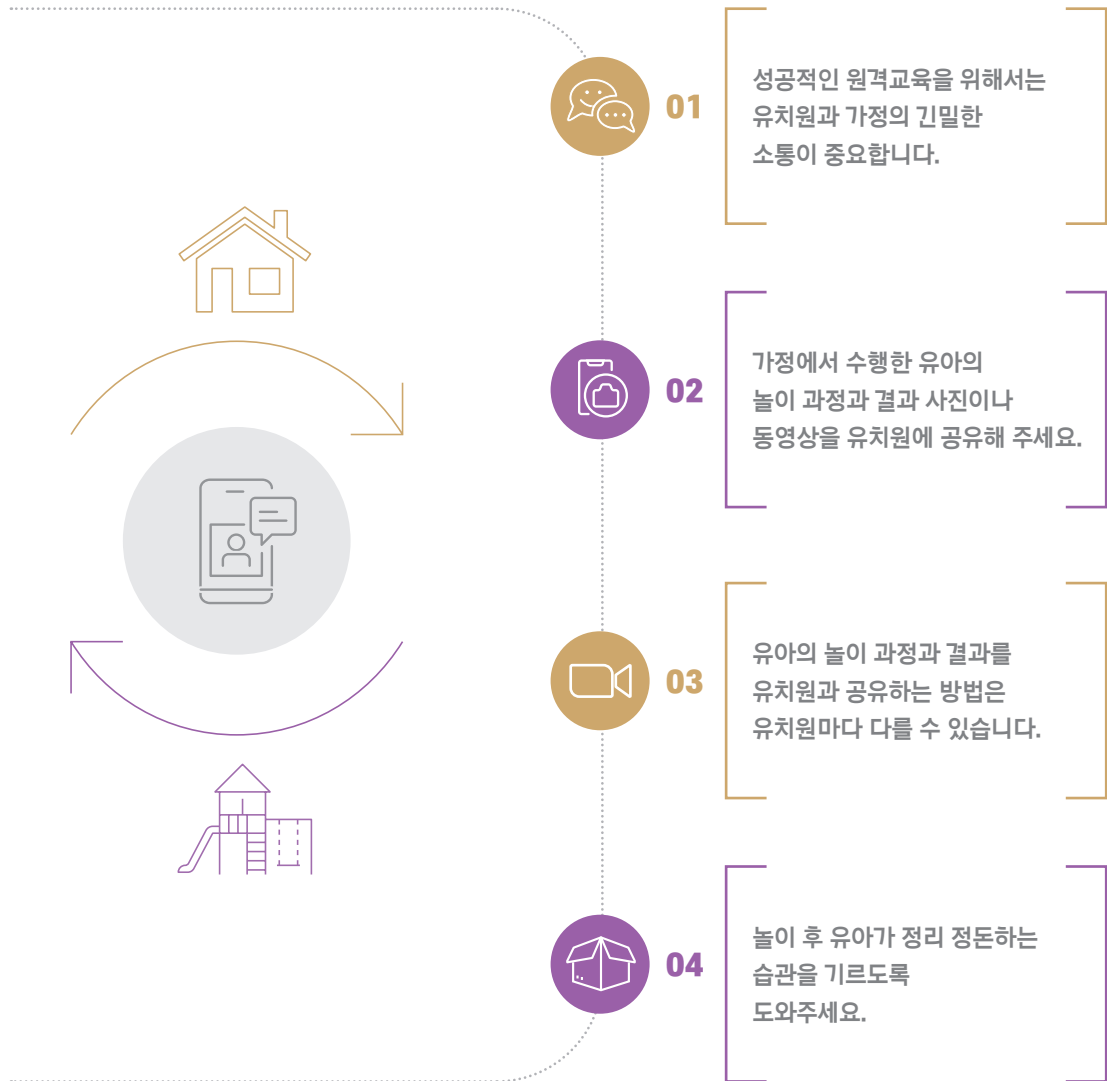 01
성공적인 원격교육을 위해서는
유치원과 가정의 긴밀한
소통이 중요합니다.
02
가정에서 수행한 유아의
놀이 과정과 결과 사진이나
동영상을 유치원에 공유해 주세요.
03
유아의 놀이 과정과 결과를
유치원과 공유하는 방법은
유치원마다 다를 수 있습니다.
04
놀이 후 유아가 정리 정돈하는
습관을 기르도록
도와주세요.